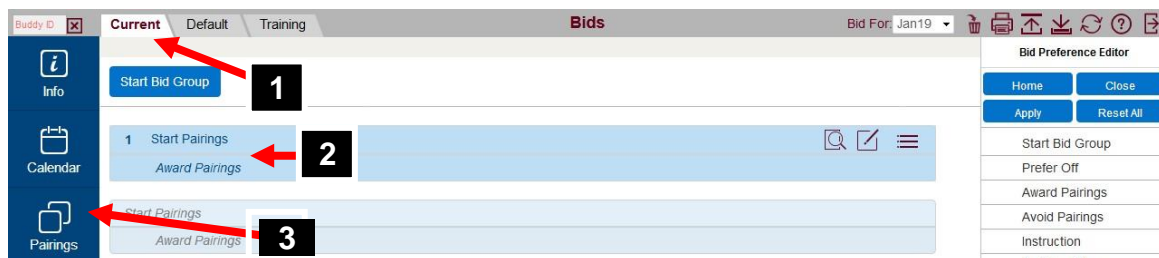 Buddy ID Current Default Training Bids Bid For: Jan19
Bid Preference Editor
Info
Start Bid Group
1
Home Close
Apply Reset All
Calendar
1 Start Pairings
Award Pairings
2
Start Bid Group
Prefer Off
Award Pairings
Avoid Pairings
Instruction
Pairings
Start Pairings
Award Pairings
3